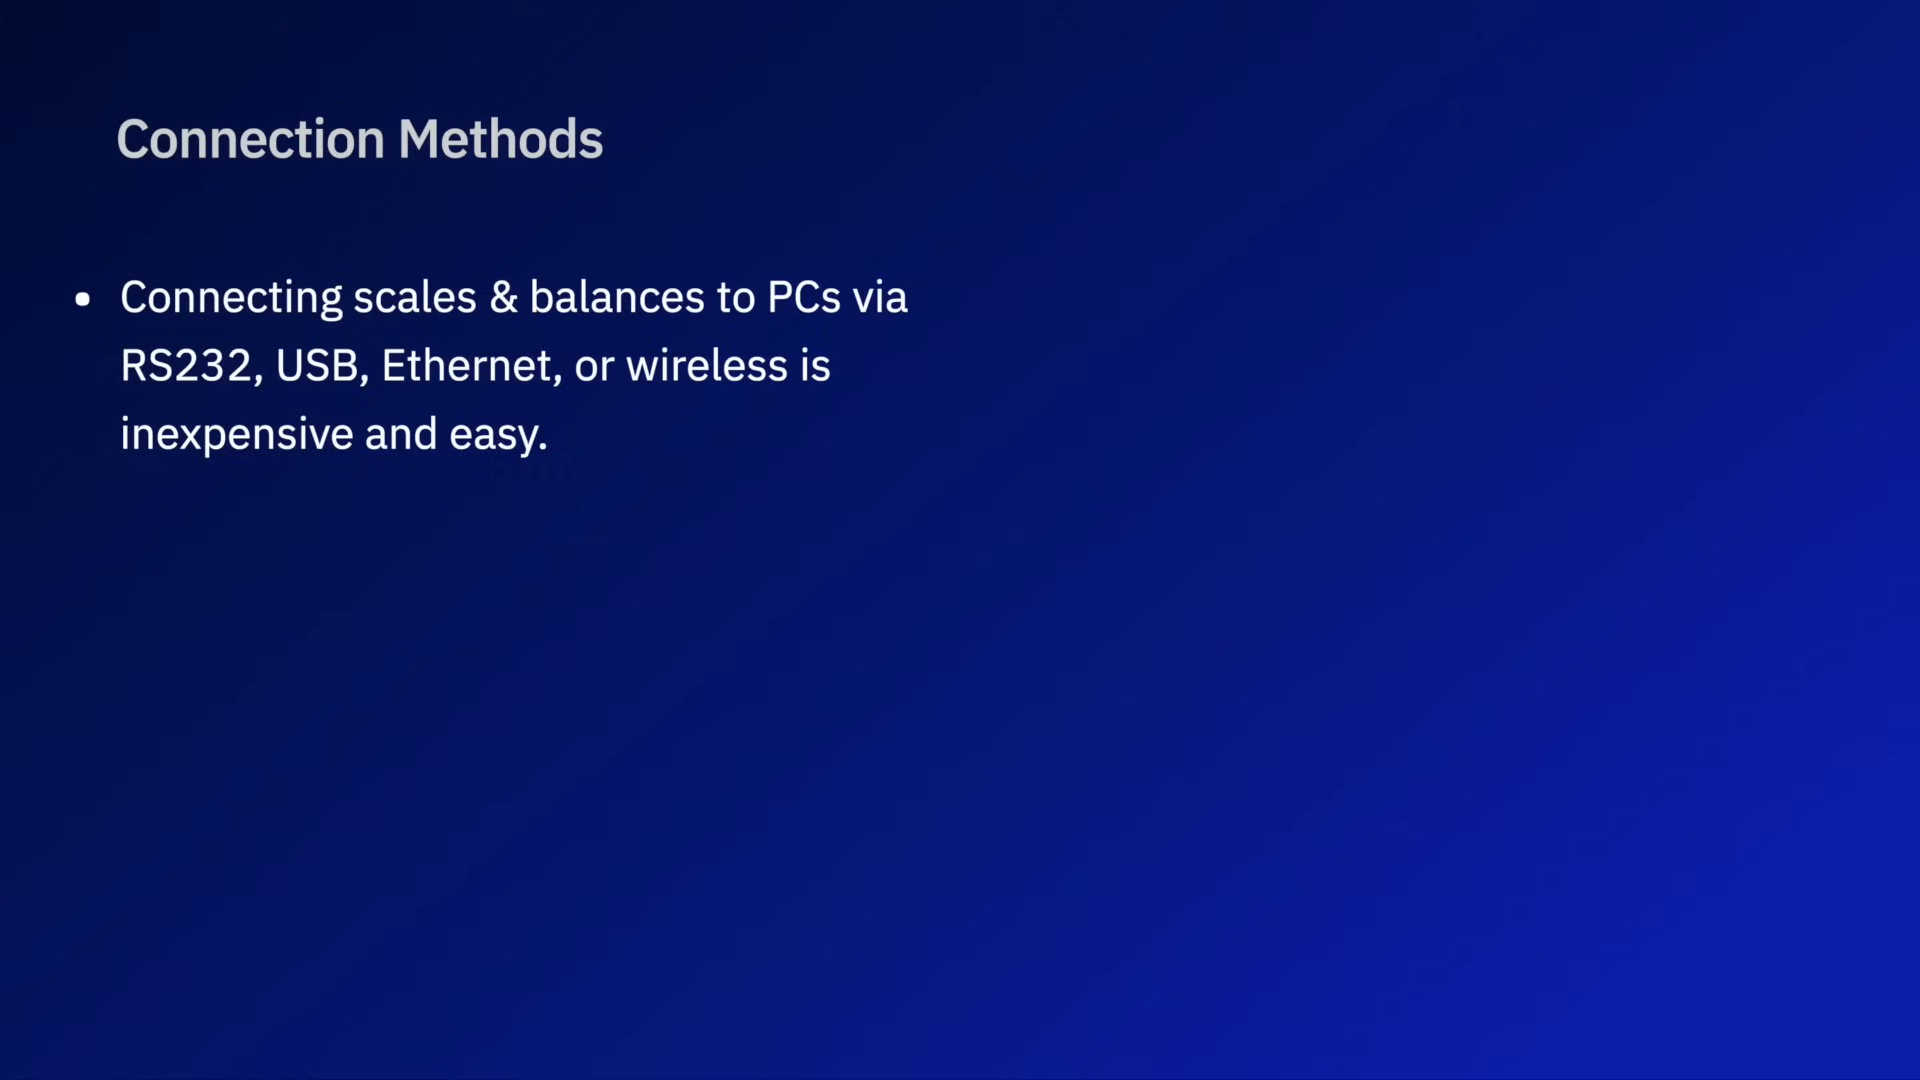 Connection Methods
• Connecting scales & balances to PCs via
RS232, USB, Ethernet, or wireless is
inexpensive and easy.